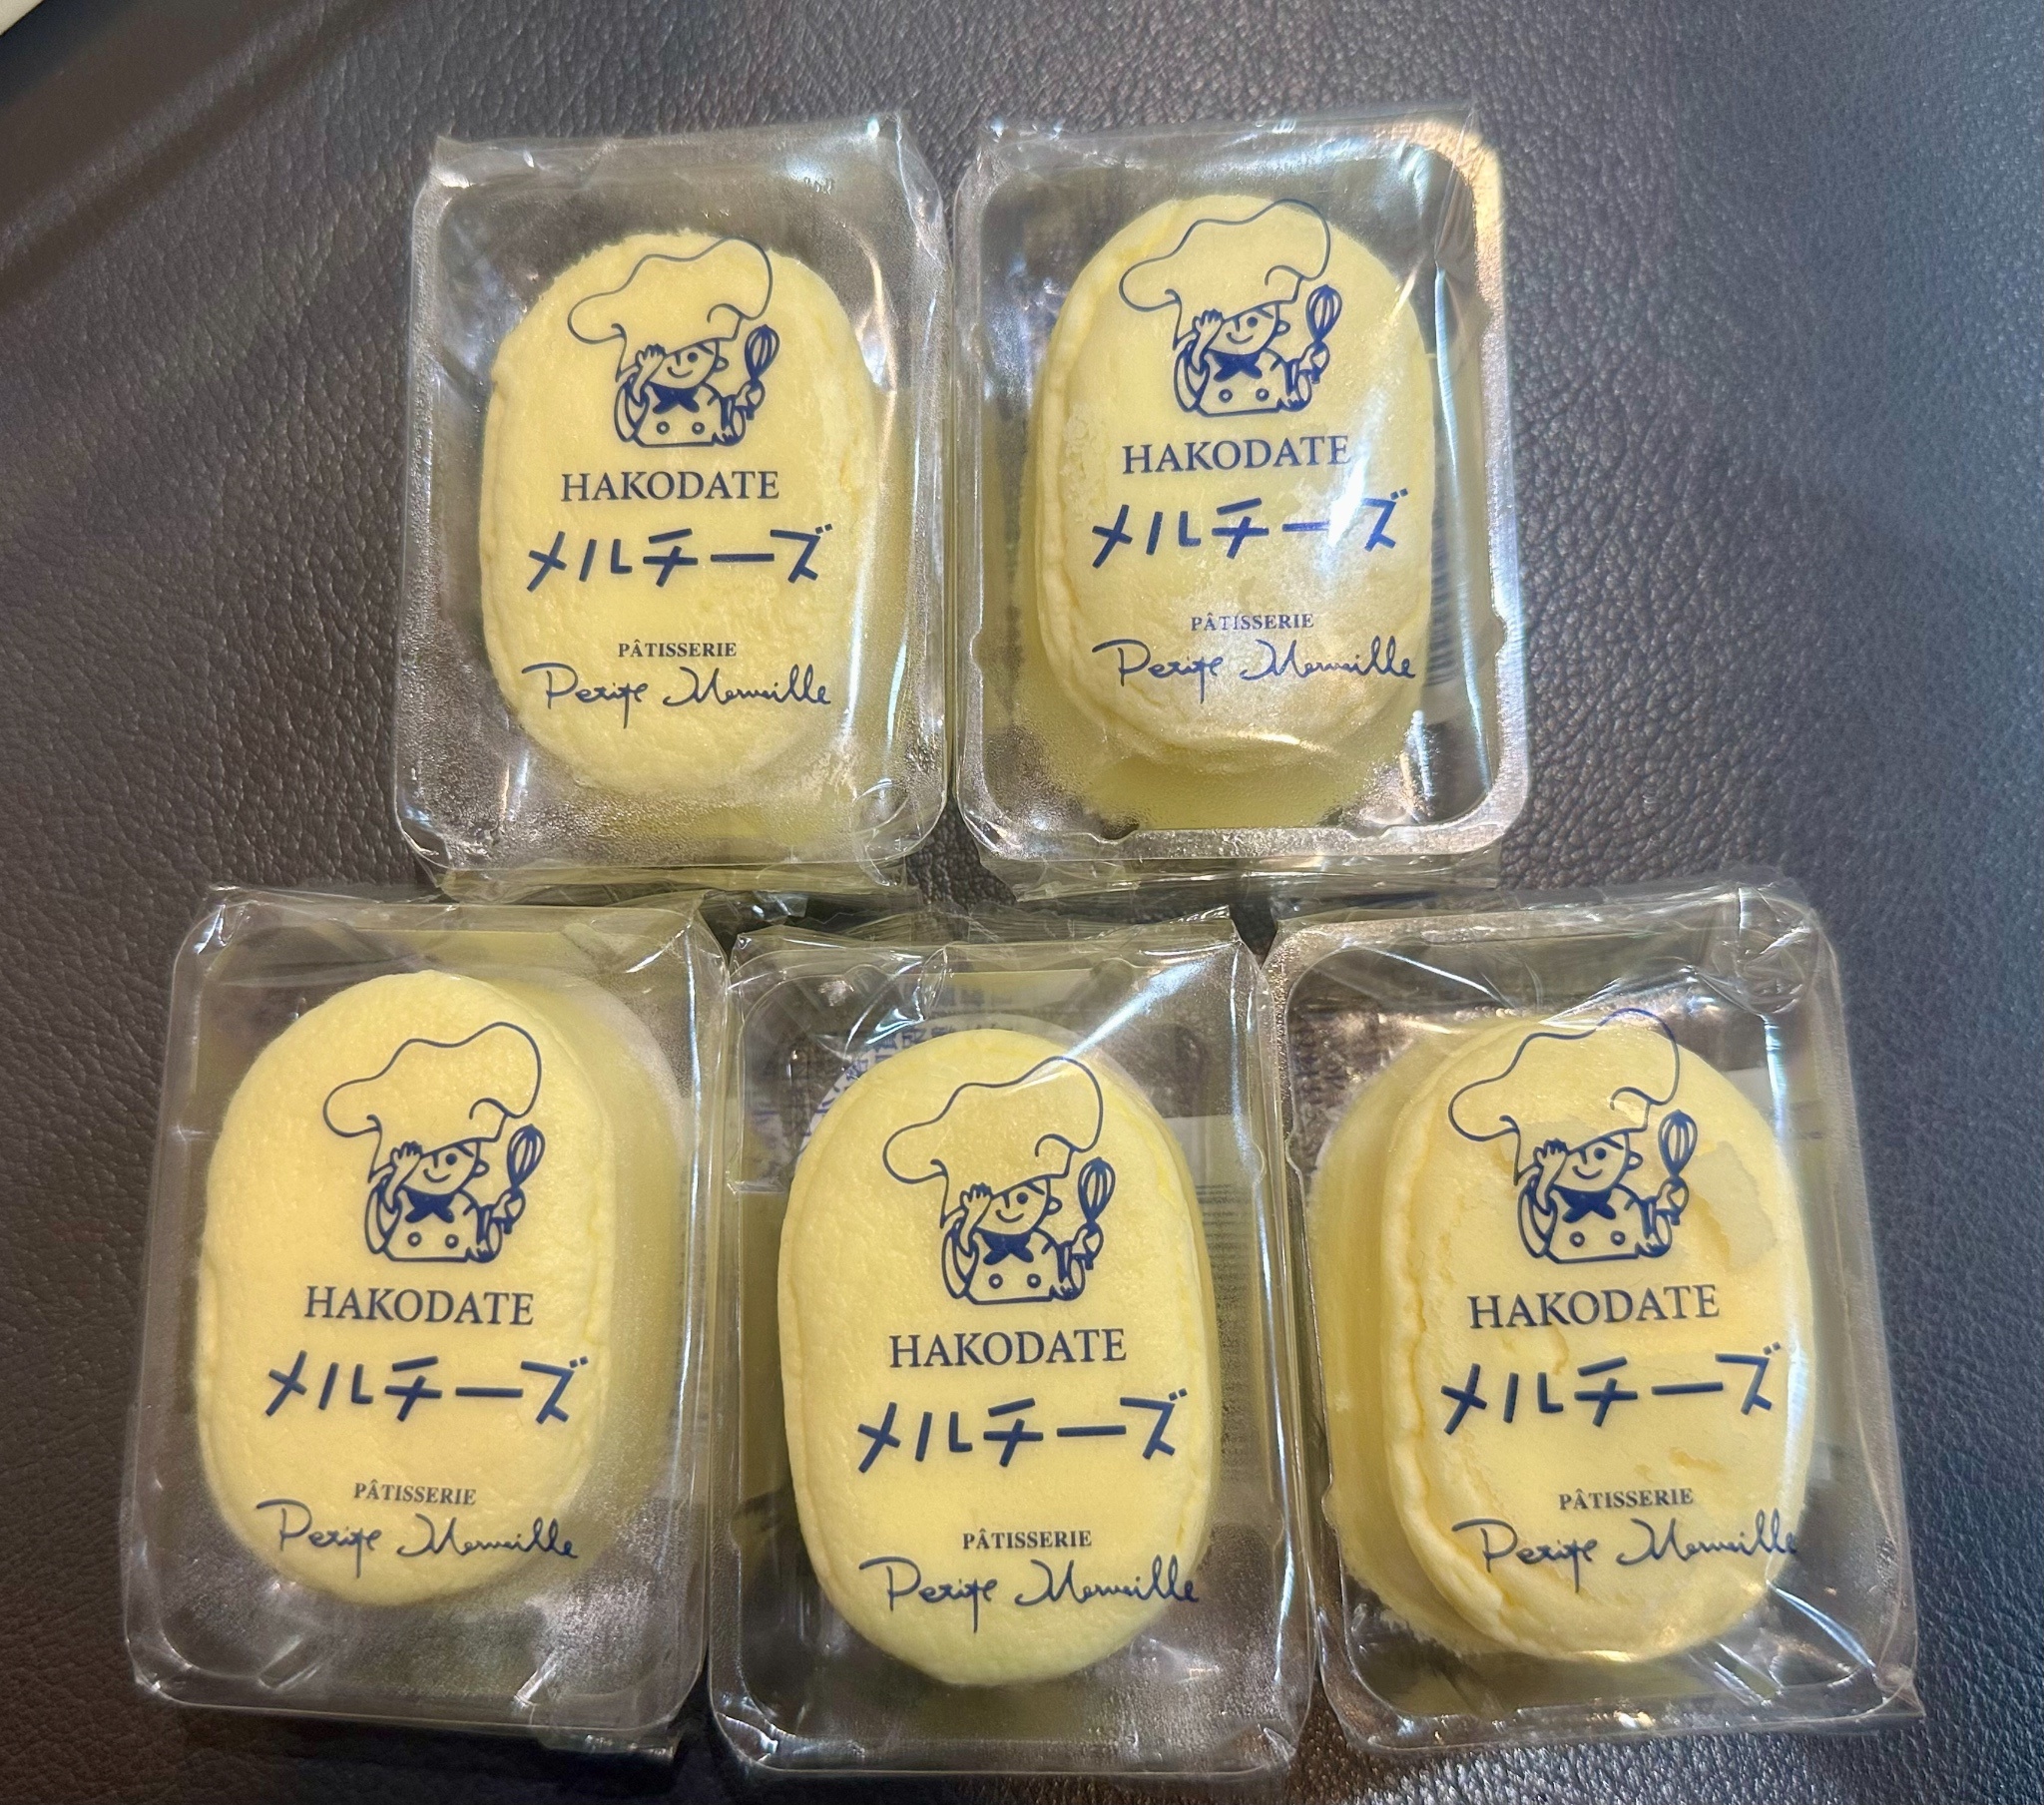 HAKODATE
メルチーズ
PÂTISSERIE
Petite Merveille
HAKODATE
メルチーズ
PÂTISSERIE
Petite Merveille
HAKODATE
メルチーズ
PÂTISSERIE
Petite Merveille
HAKODATE
メルチーズ
PÂTISSERIE
Petite Merveille
HAKODATE
メルチーズ
PÂTISSERIE
Petite Merveille